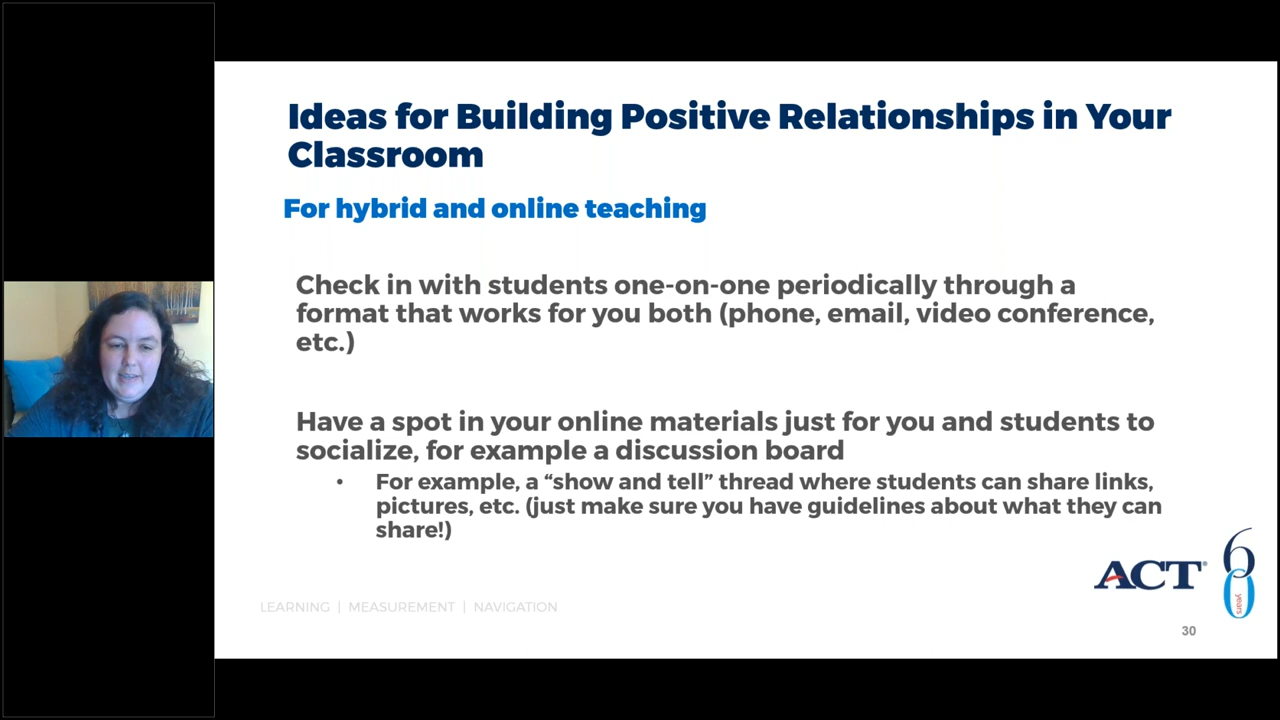 Ideas for Building Positive Relationships in Your
Classroom
For hybrid and online teaching
Check in with students one-on-one periodically through a
format that works for you both (phone, email, video conference,
etc.)
Have a spot in your online materials just for you and students to
socialize, for example a discussion board
• For example, a “show and tell” thread where students can share links,
pictures, etc. (just make sure you have guidelines about what they can
share!)
ACT®
60
years
LEARNING | MEASUREMENT | NAVIGATION
30